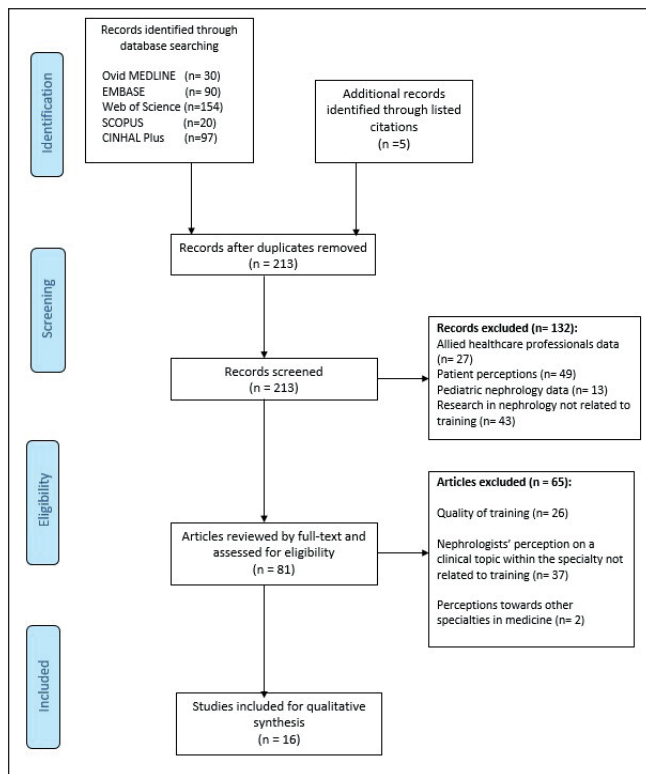 Identification
Records identified through
database searching
Ovid MEDLINE (n= 30)
EMBASE (n= 90)
Web of Science (n=154)
SCOPUS (n=20)
CINHAL Plus (n=97)
Additional records
identified through listed
citations
(n =5)
Screening
Records after duplicates removed
(n = 213)
Records screened
(n = 213)
Records excluded (n= 132):
Allied healthcare professionals data
(n= 27)
Patient perceptions (n= 49)
Pediatric nephrology data (n= 13)
Research in nephrology not related to
training (n= 43)
Eligibility
Articles reviewed by full-text and
assessed for eligibility
(n = 81)
Articles excluded (n = 65):
Quality of training (n= 26)
Nephrologists' perception on a
clinical topic within the specialty not
related to training (n= 37)
Perceptions towards other
specialties in medicine (n= 2)
Included
Studies included for qualitative
synthesis
(n = 16)